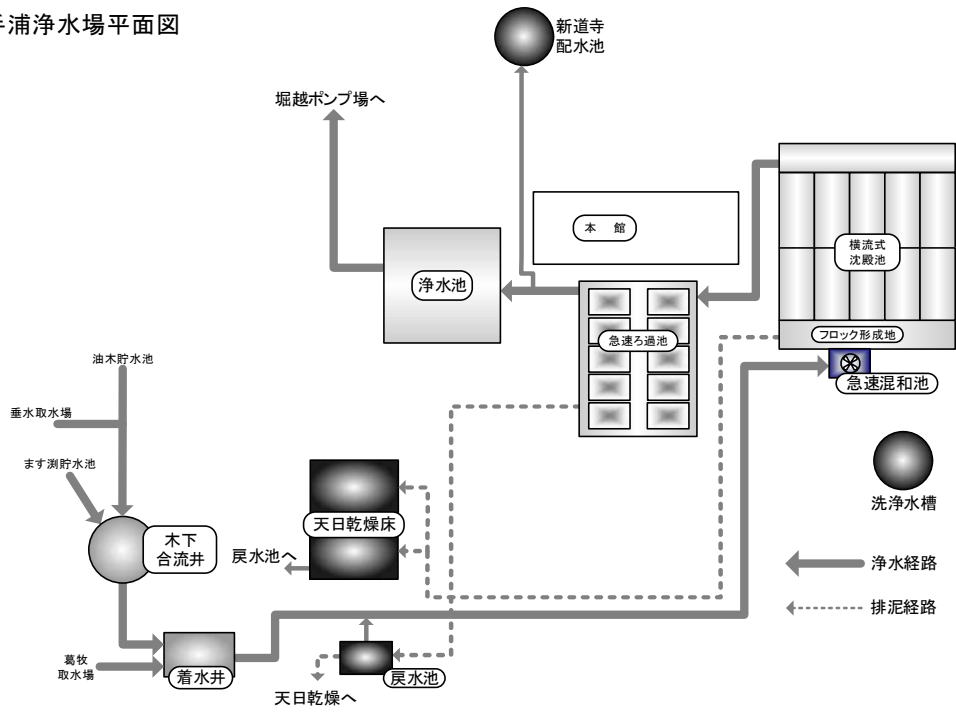 浄水場平面図
新道寺
配水池
堀越ポンプ場へ
本 館
横流式
沈殿池
浄水池
急速ろ過池
フロック形成地
急速混和池
油木貯水池
垂水取水場
ます渕貯水池
木下
合流井
天日乾燥床
戻水池へ
洗浄水槽
浄水経路
排泥経路
葛牧
取水場
着水井
戻水池
天日乾燥へ